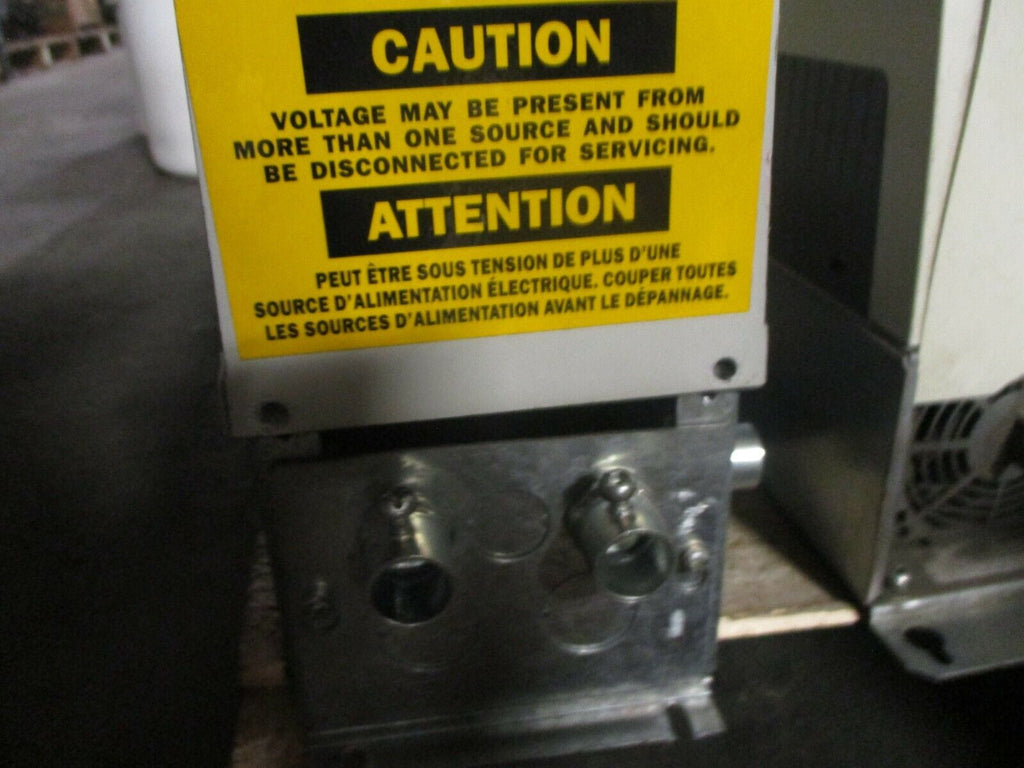 CAUTION
VOLTAGE MAY BE PRESENT FROM
MORE THAN ONE SOURCE AND SHOULD
BE DISCONNECTED FOR SERVICING.
ATTENTION
PEUT ÊTRE SOUS TENSION DE PLUS D'UNE
SOURCE D'ALIMENTATION ÉLECTRIQUE. COUPER TOUTES
LES SOURCES D'ALIMENTATION AVANT LE DÉPANNAGE.